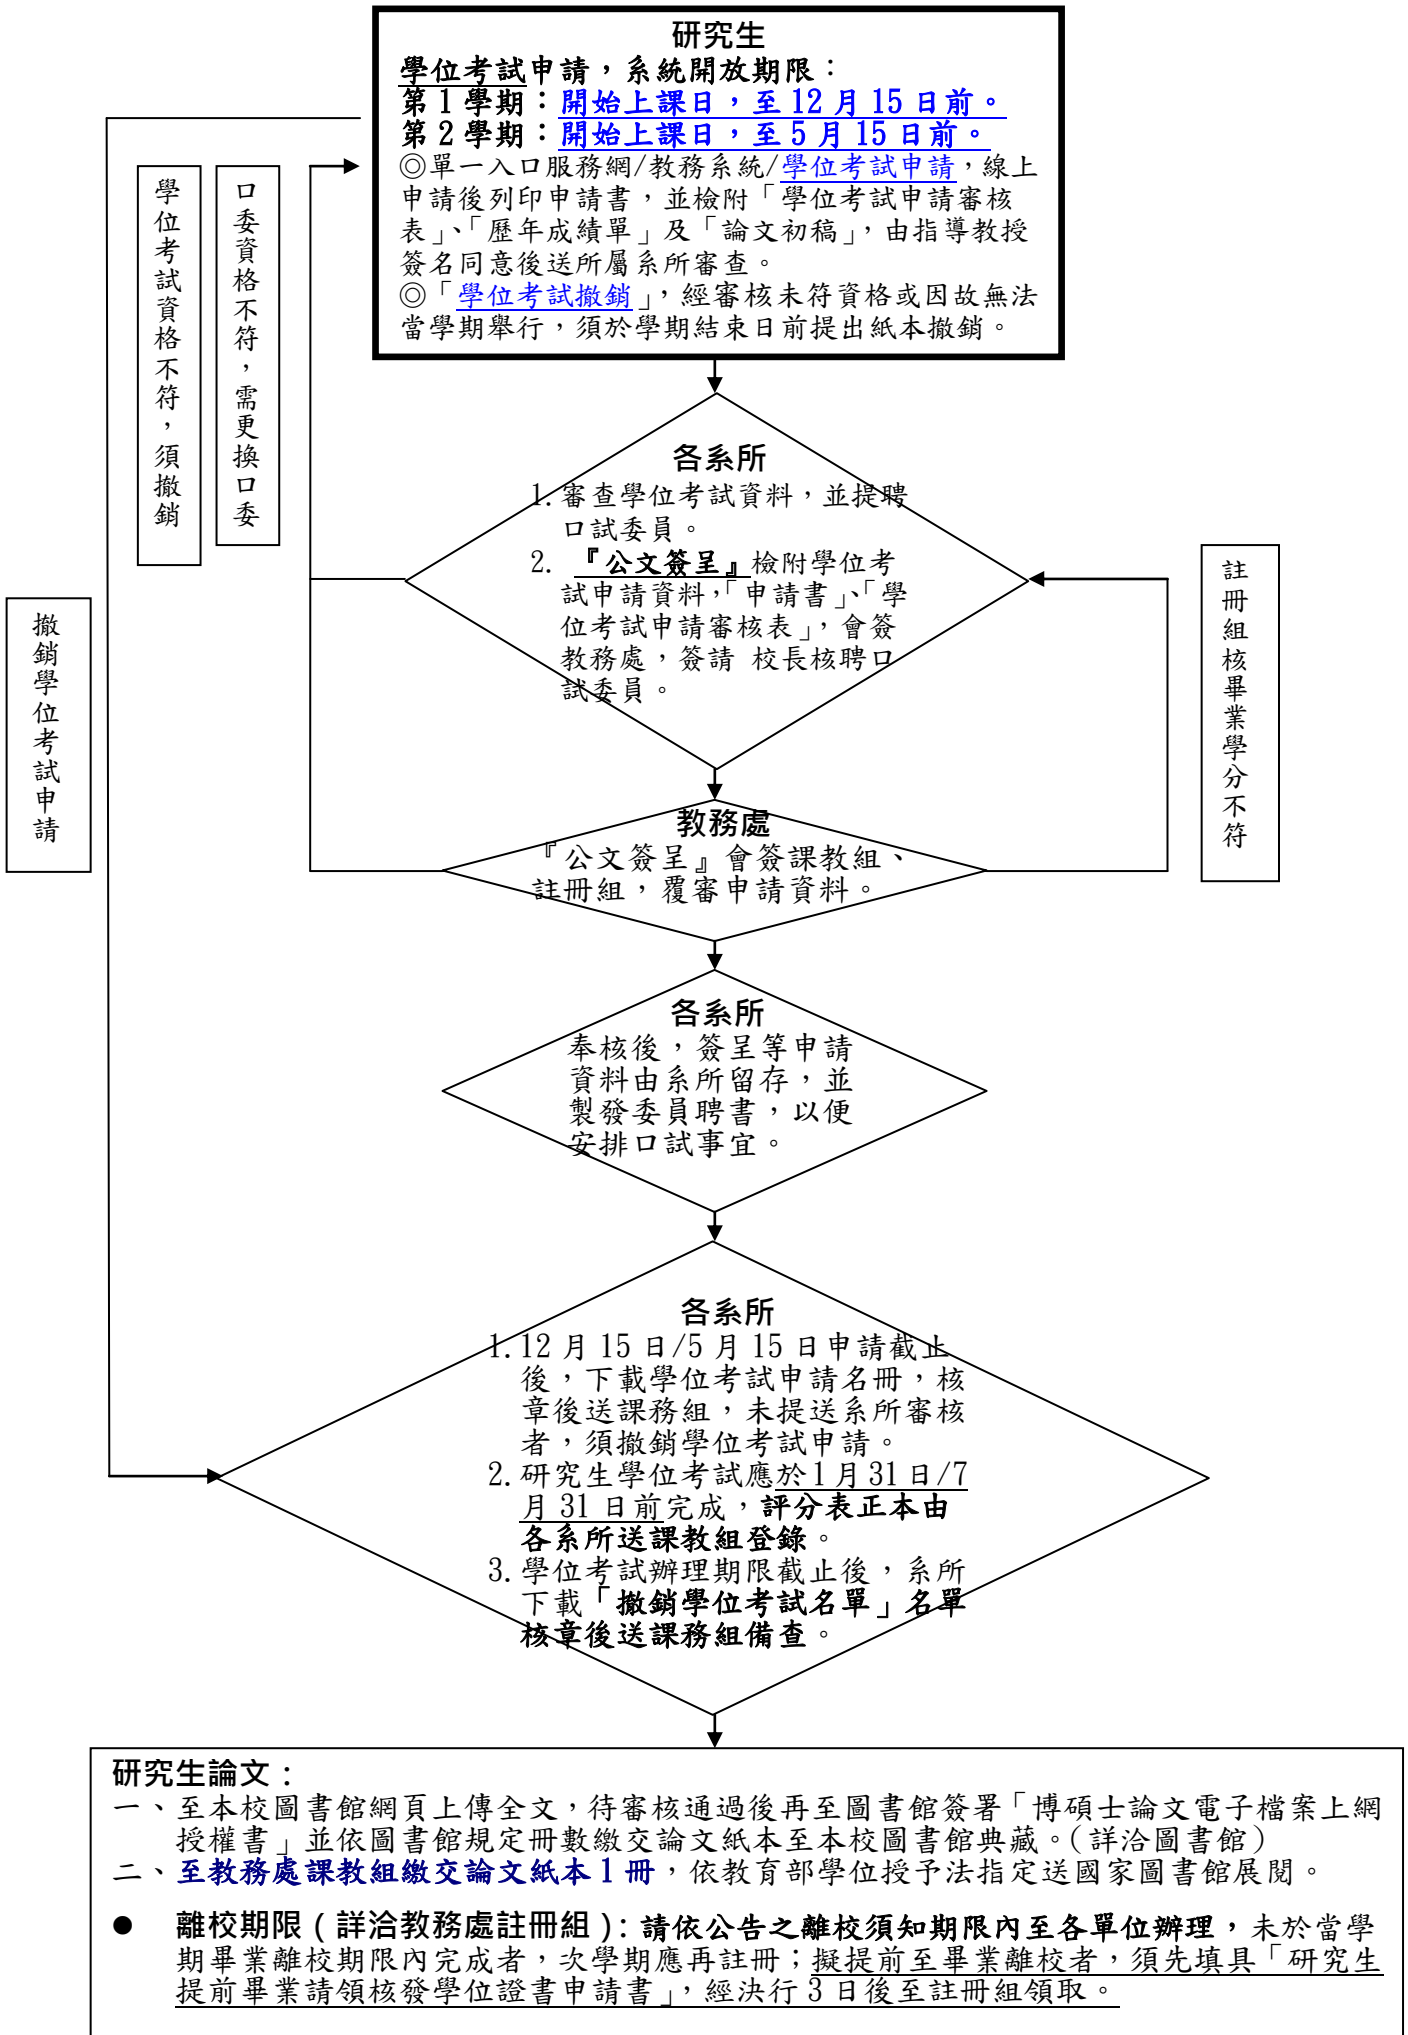 研究生
學位考試申請，系統開放期限：
第 1 學期：開始上課日，至 12 月 15 日前。
第 2 學期：開始上課日，至 5 月 15 日前。
◎單一入口服務網/教務系統/學位考試申請，線上
申請後列印申請書，並檢附「學位考試申請審核
表」、「歷年成績單」及「論文初稿」，由指導教授
簽名同意後送所屬系所審查。
◎「學位考試撤銷」，經審核未符資格或因故無法
當學期舉行，須於學期結束日前提出紙本撤銷。
學位考試資格不符，須撤銷
口委資格不符，需更換口委
各系所
1. 審查學位考試資料，並提聘
口試委員。
2. 『公文簽呈』檢附學位考
試申請資料，「申請書」、「學
位考試申請審核表」，會簽
教務處，簽請 校長核聘口
試委員。
註冊組核畢業學分不符
撤銷學位考試申請
教務處
『公文簽呈』會簽課教組、
註冊組，覆審申請資料。
各系所
奉核後，簽呈等申請
資料由系所留存，並
製發委員聘書，以便
安排口試事宜。
各系所
1. 12 月 15 日/5 月 15 日申請截止
後，下載學位考試申請名冊，核
章後送課務組，未提送系所審核
者，須撤銷學位考試申請。
2. 研究生學位考試應於 1 月 31 日/7
月 31 日前完成，評分表正本由
各系所送課教組登錄。
3. 學位考試辦理期限截止後，系所
下載「撤銷學位考試名單」名單
核章後送課務組備查。
研究生論文：
一、至本校圖書館網頁上傳全文，待審核通過後再至圖書館簽署「博碩士論文電子檔案上網
授權書」並依圖書館規定冊數繳交論文紙本至本校圖書館典藏。(詳洽圖書館)
二、至教務處課教組繳交論文紙本 1 冊，依教育部學位授予法指定送國家圖書館展閱。
● 離校期限（詳洽教務處註冊組）：請依公告之離校須知期限內至各單位辦理，未於當學
期畢業離校期限內完成者，次學期應再註冊；擬提前至畢業離校者，須先填具「研究生
提前畢業請領核發學位證書申請書」，經決行 3 日後至註冊組領取。